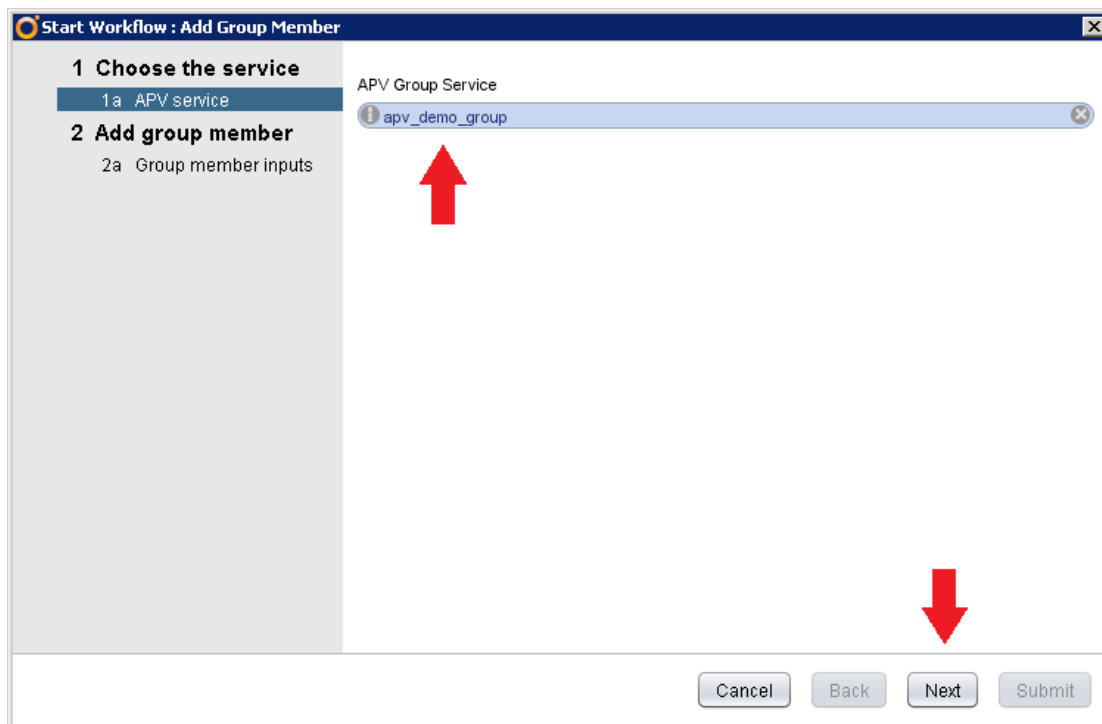 Start Workflow : Add Group Member
1 Choose the service
1a APV service
2 Add group member
2a Group member inputs
APV Group Service
apv_demo_group
Cancel
Back
Next
Submit